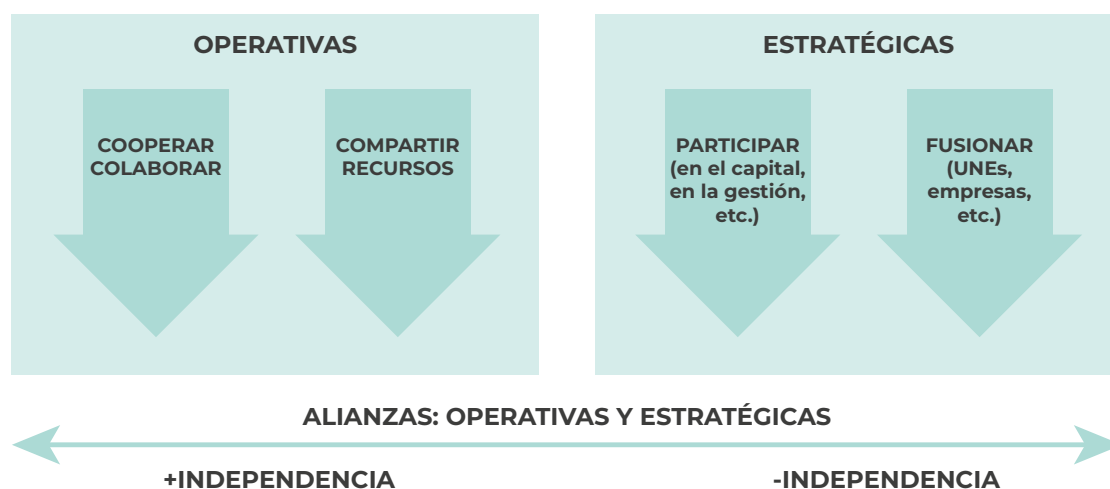 OPERATIVAS
COOPERAR
COLABORAR
COMPARTIR
RECURSOS
ESTRATÉGICAS
PARTICIPAR
(en el capital,
en la gestión,
etc.)
FUSIONAR
(UNEs,
empresas,
etc.)
ALIANZAS: OPERATIVAS Y ESTRATÉGICAS
+INDEPENDENCIA
-INDEPENDENCIA